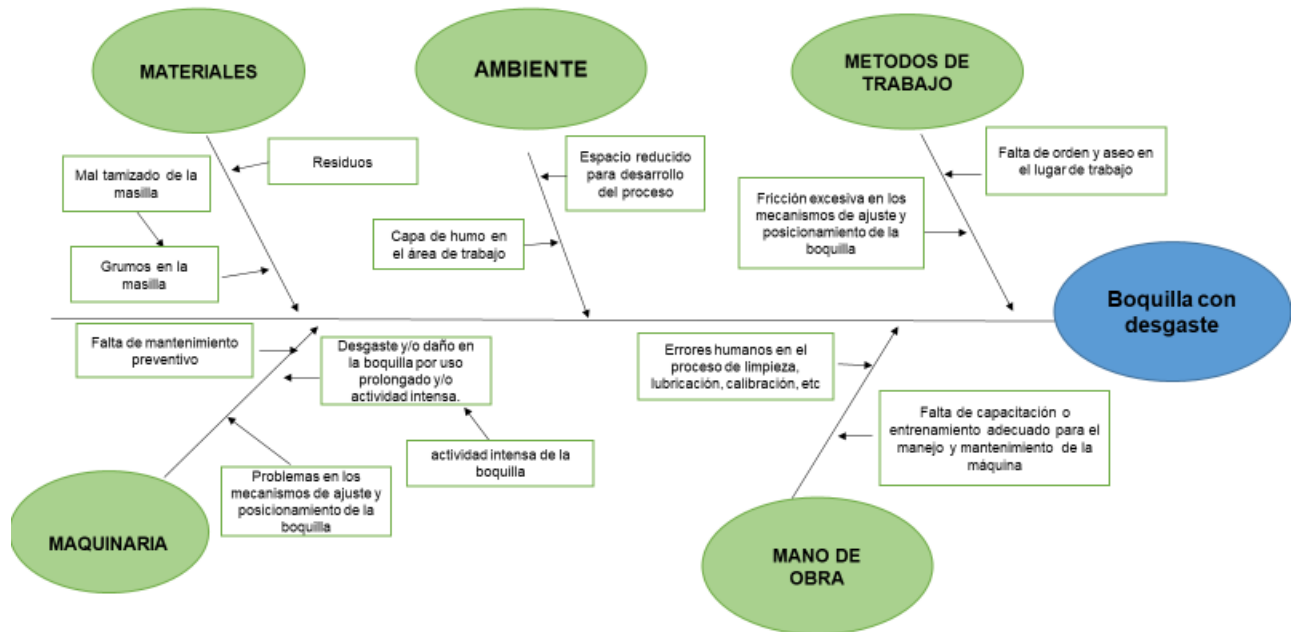 MATERIALES
AMBIENTE
METODOS DE
TRABAJO
Residuos
Mal tamizado de la
masilla
Grumos en la
masilla
Espacio reducido
para desarrollo
del proceso
Capa de humo en
el área de trabajo
Falta de orden y aseo en
el lugar de trabajo
Fricción excesiva en los
mecanismos de ajuste y
posicionamiento de la
boquilla
Boquilla con
desgaste
Falta de mantenimiento
preventivo
Desgaste y/o daño en
la boquilla por uso
prolongado y/o
actividad intensa.
actividad intensa de la
boquilla
Problemas en los
mecanismos de ajuste y
posicionamiento de la
boquilla
MAQUINARIA
Errores humanos en el
proceso de limpieza,
lubricación, calibración, etc
Falta de capacitación o
entrenamiento adecuado para el
manejo y mantenimiento de la
máquina
MANO DE
OBRA